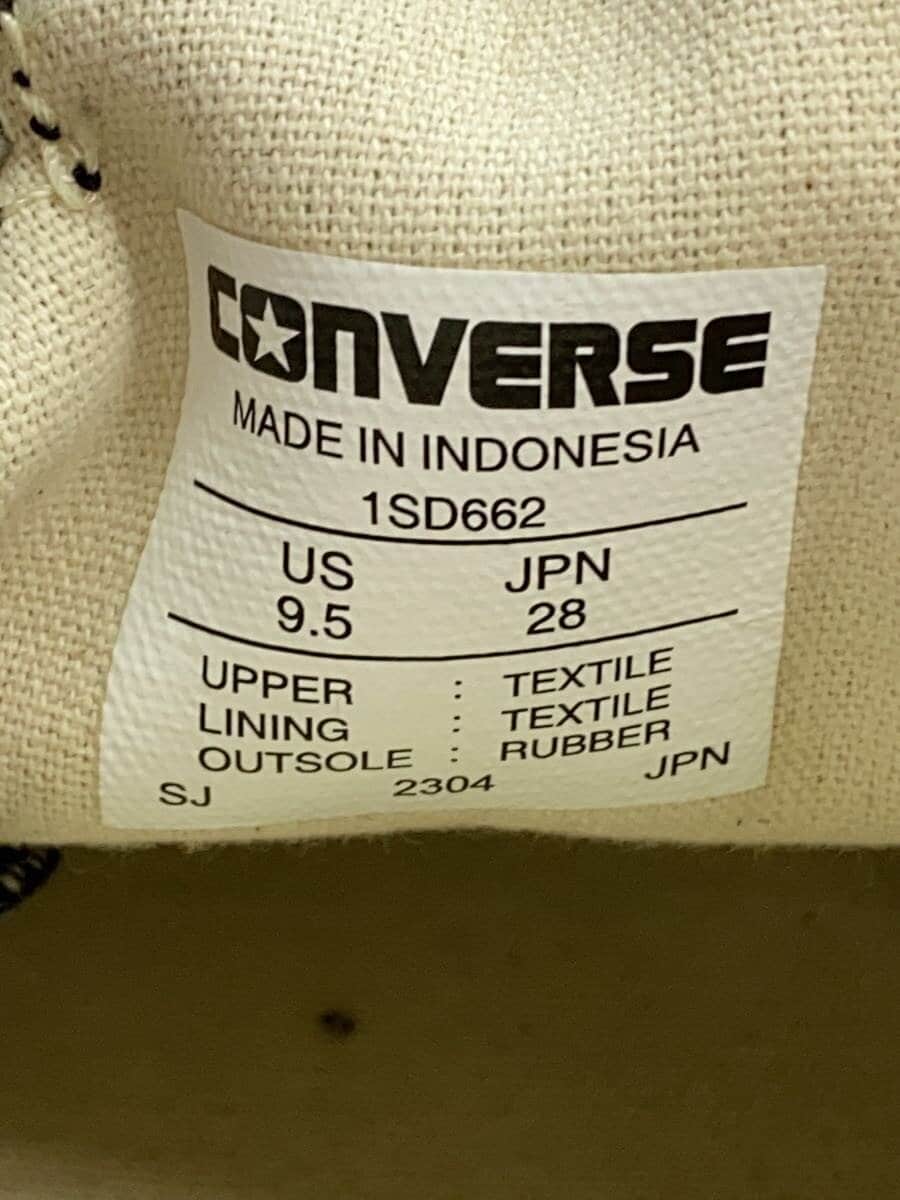 CONVERSE
MADE IN INDONESIA
1SD662
US JPN
9.5 28
UPPER : TEXTILE
LINING : TEXTILE
OUTSOLE : RUBBER
SJ 2304 JPN